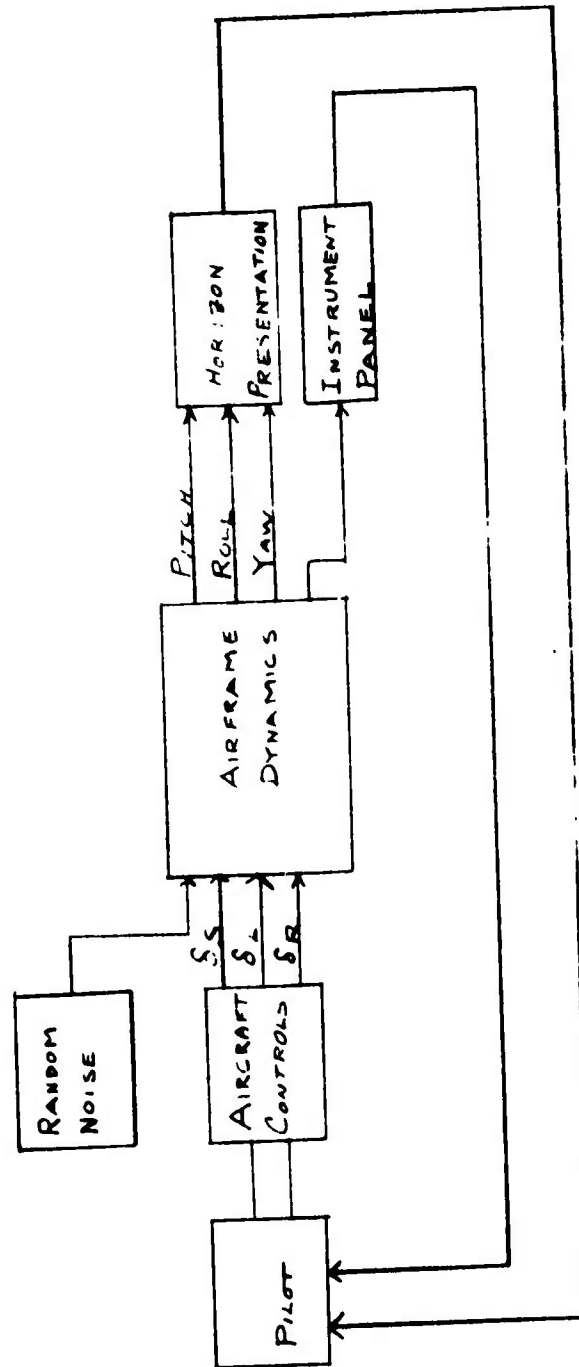 RANDOM
NOISE
PILOT
AIRCRAFT
CONTROLS
δS
δL
δR
AIRFRAME
DYNAMICS
PITCH
ROLL
YAW
HORIZON
PRESENTATION
INSTRUMENT
PANEL